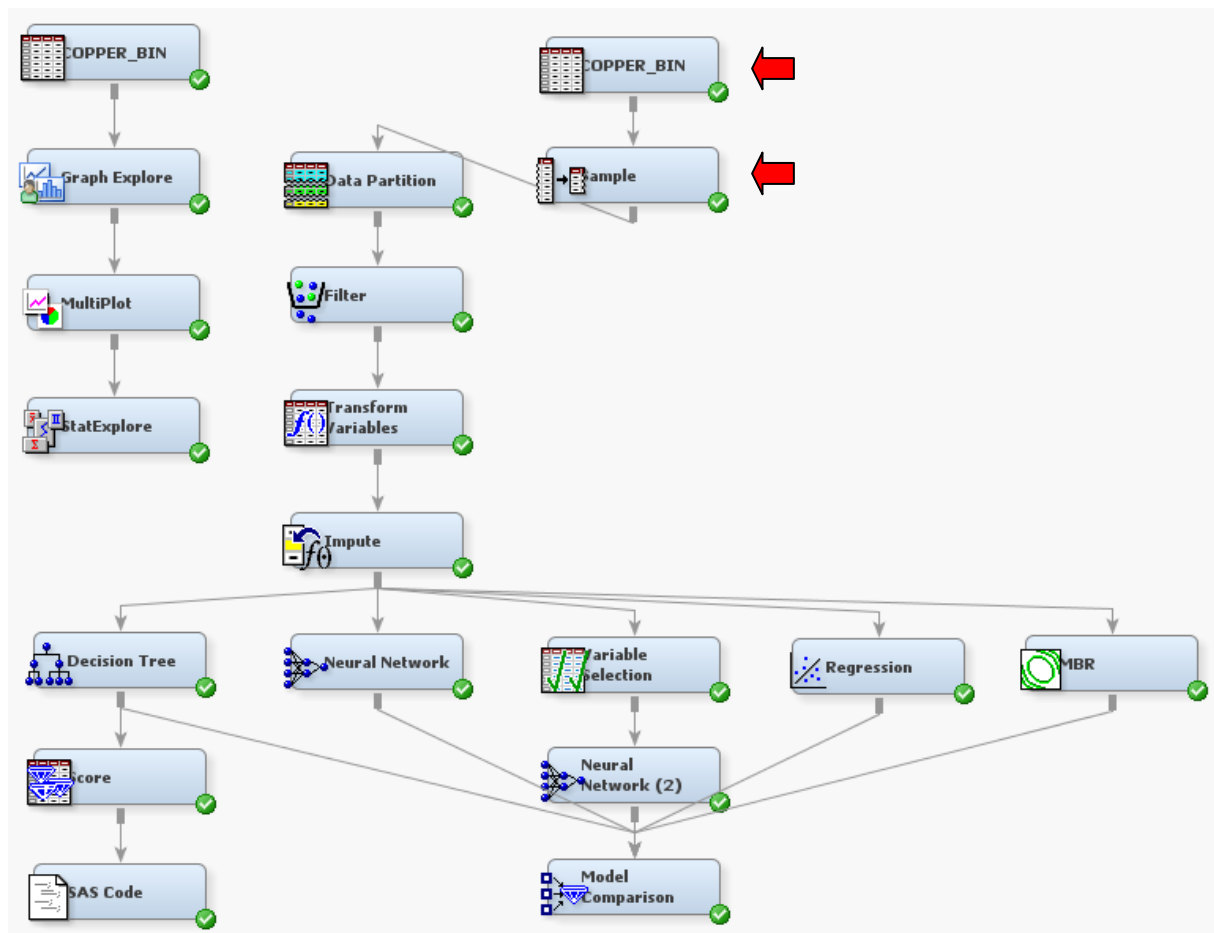 COPPER_BIN
COPPER_BIN
Graph Explore
Data Partition
Sample
MultiPlot
Filter
StatExplore
Transform
Variables
Impute
Decision Tree
Neural Network
Variable
Selection
Regression
MBR
Score
Neural
Network (2)
SAS Code
Model
Comparison